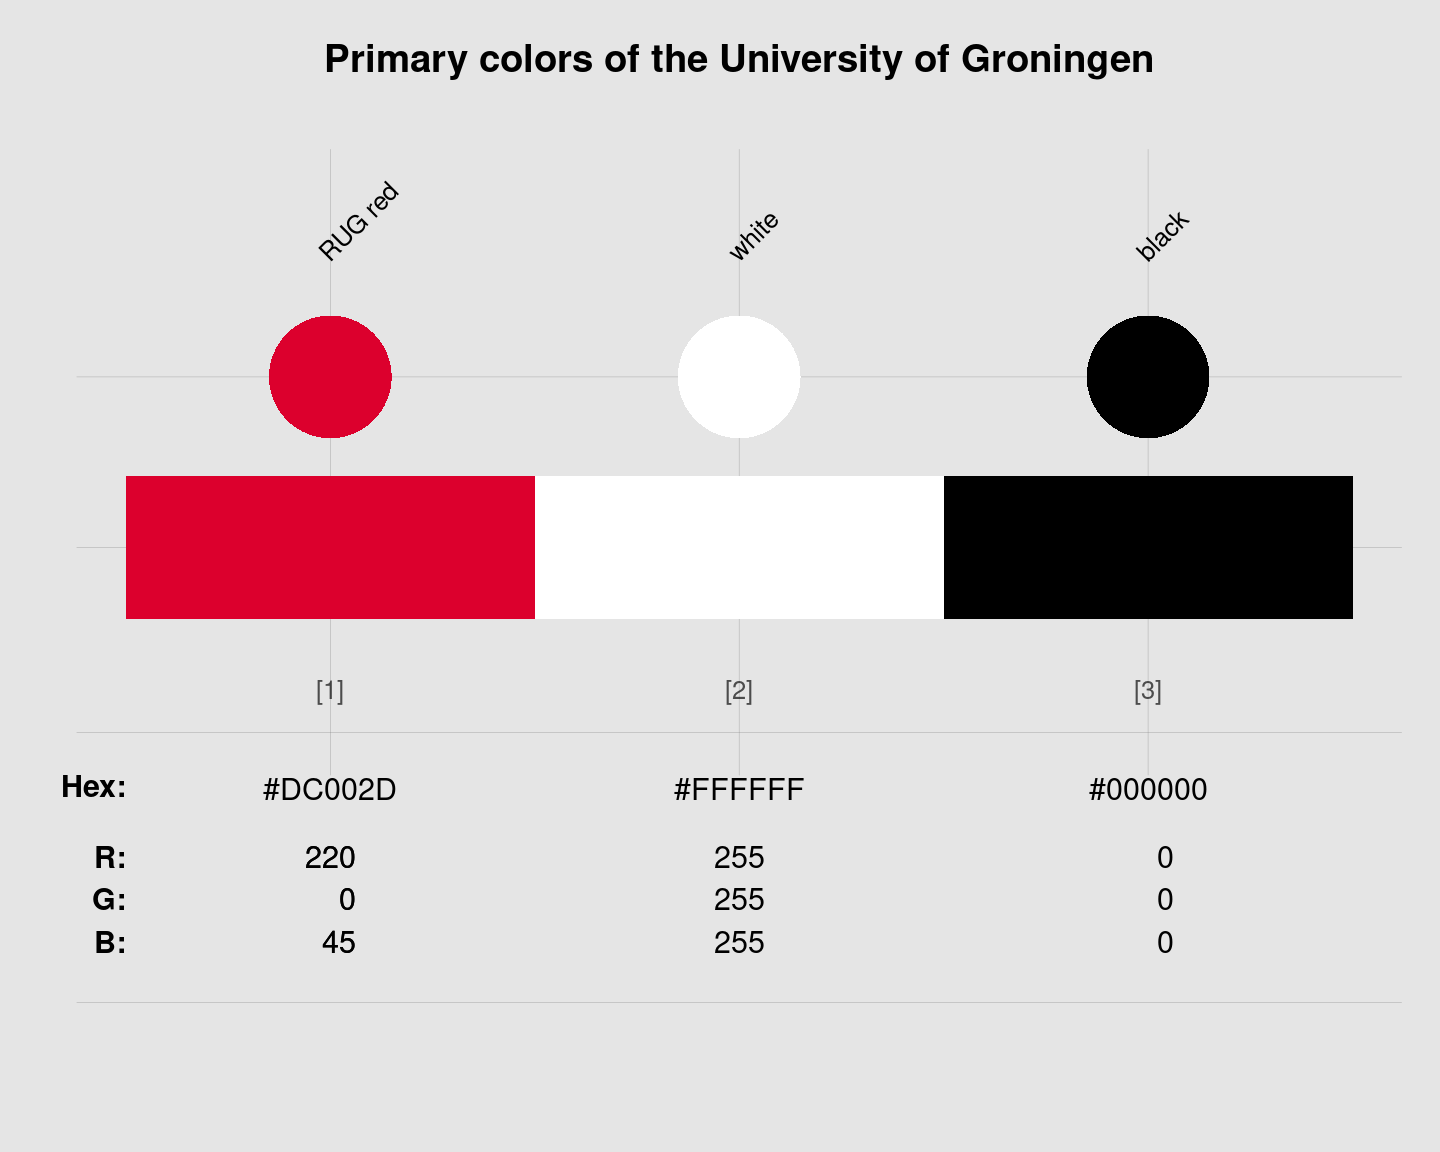 Primary colors of the University of Groningen
RUG red white black
[1] [2] [3]
Hex: #DC002D #FFFFFF #000000
R: 220 255 0
G: 0 255 0
B: 45 255 0